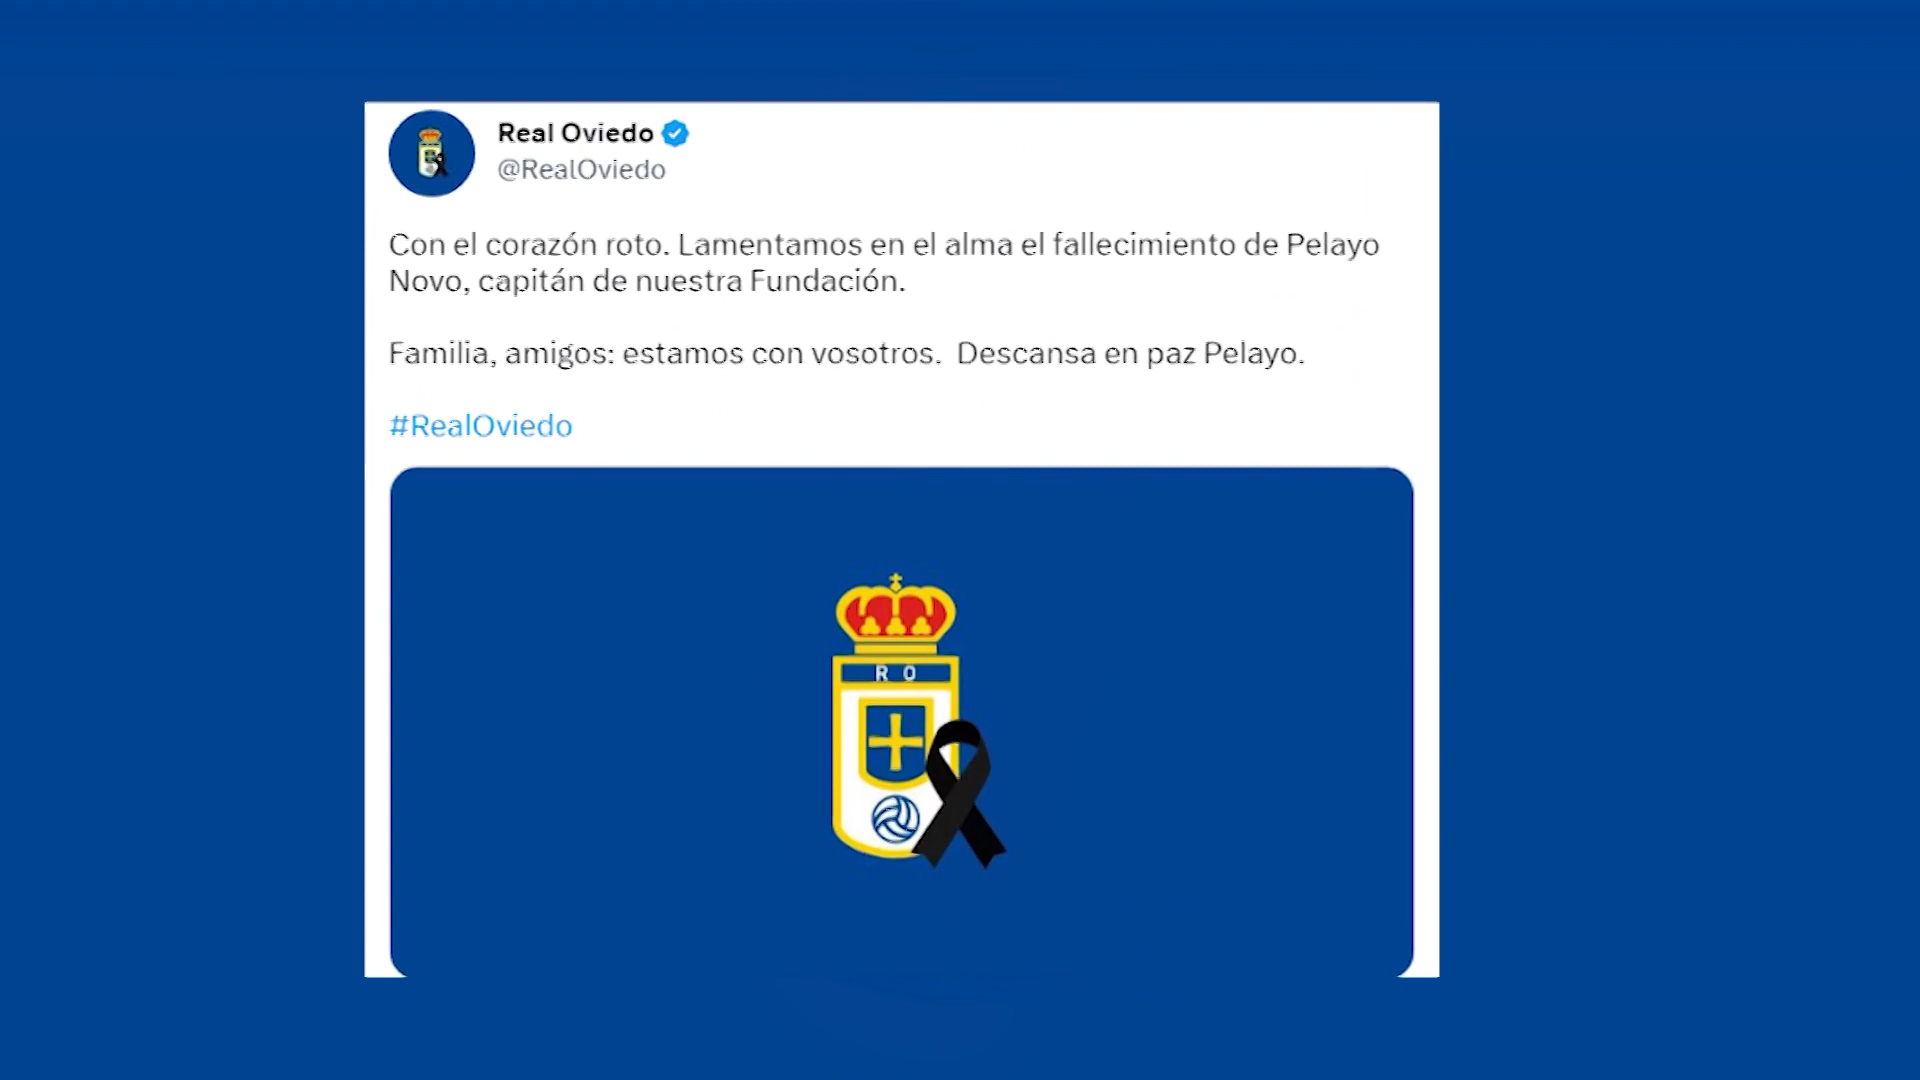 Real Oviedo
@RealOviedo
Con el corazón roto. Lamentamos en el alma el fallecimiento de Pelayo
Novo, capitán de nuestra Fundación.
Familia, amigos: estamos con vosotros. Descansa en paz Pelayo.
#RealOviedo
R O